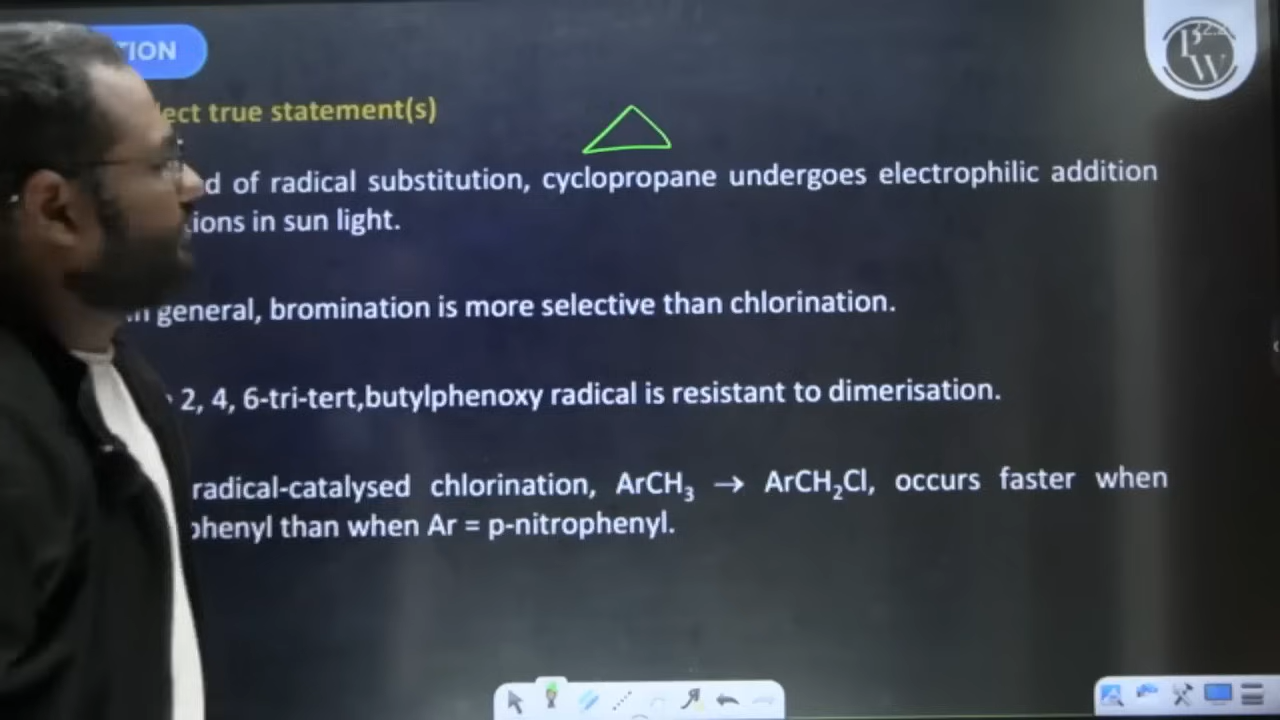 TION
ect true statement(s)
d of radical substitution, cyclopropane undergoes electrophilic addition
ions in sun light.
general, bromination is more selective than chlorination.
2, 4, 6-tri-tert,butylphenoxy radical is resistant to dimerisation.
radical-catalysed chlorination, ArCH₃ → ArCH₂Cl, occurs faster when
phenyl than when Ar = p-nitrophenyl.
PW